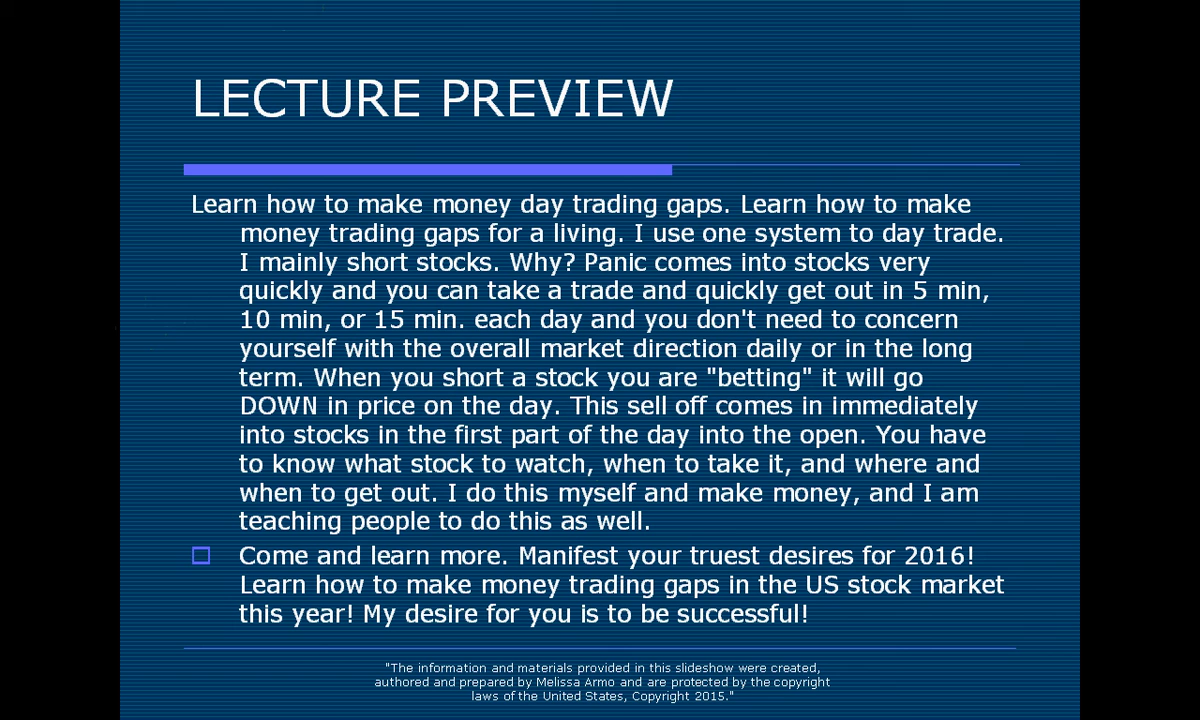 LECTURE PREVIEW
Learn how to make money day trading gaps. Learn how to make
money trading gaps for a living. I use one system to day trade.
I mainly short stocks. Why? Panic comes into stocks very
quickly and you can take a trade and quickly get out in 5 min,
10 min, or 15 min. each day and you don't need to concern
yourself with the overall market direction daily or in the long
term. When you short a stock you are "betting" it will go
DOWN in price on the day. This sell off comes in immediately
into stocks in the first part of the day into the open. You have
to know what stock to watch, when to take it, and where and
when to get out. I do this myself and make money, and I am
teaching people to do this as well.
Come and learn more. Manifest your truest desires for 2016!
Learn how to make money trading gaps in the US stock market
this year! My desire for you is to be successful!
"The information and materials provided in this slideshow were created,
authored and prepared by Melissa Armo and are protected by the copyright
laws of the United States, Copyright 2015."